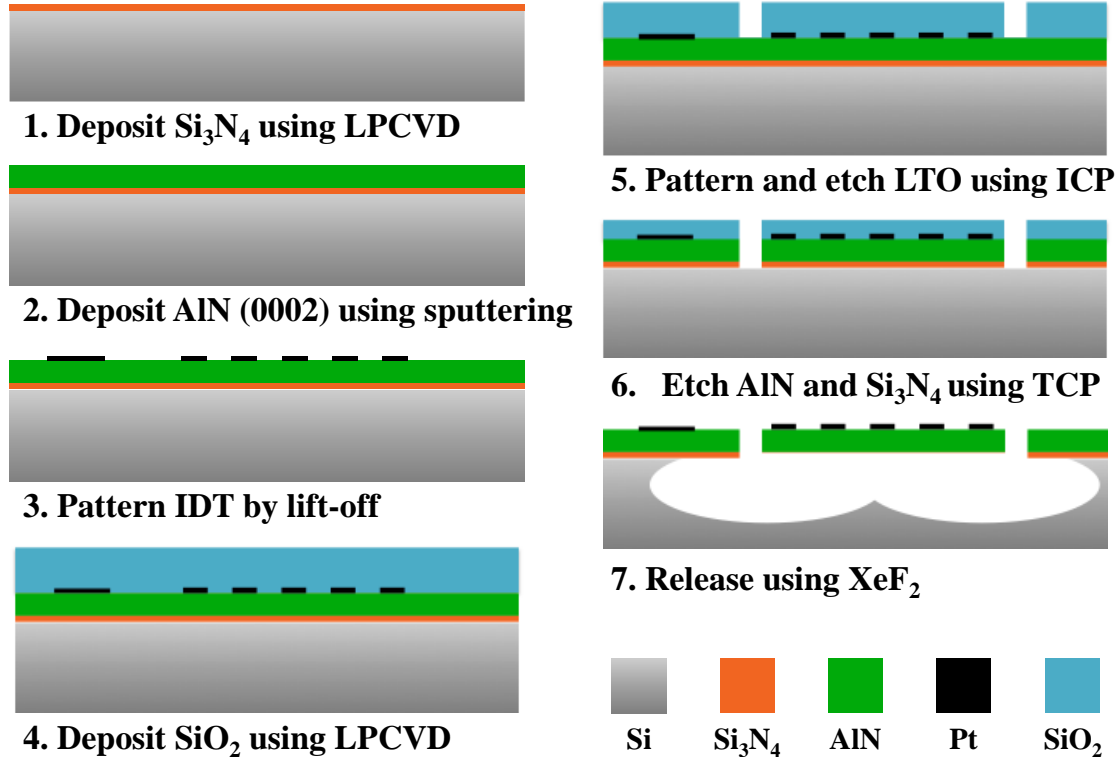 1. Deposit Si₃N₄ using LPCVD
2. Deposit AlN (0002) using sputtering
3. Pattern IDT by lift-off
4. Deposit SiO₂ using LPCVD
5. Pattern and etch LTO using ICP
6. Etch AlN and Si₃N₄ using TCP
7. Release using XeF₂
Si Si₃N₄ AlN Pt SiO₂